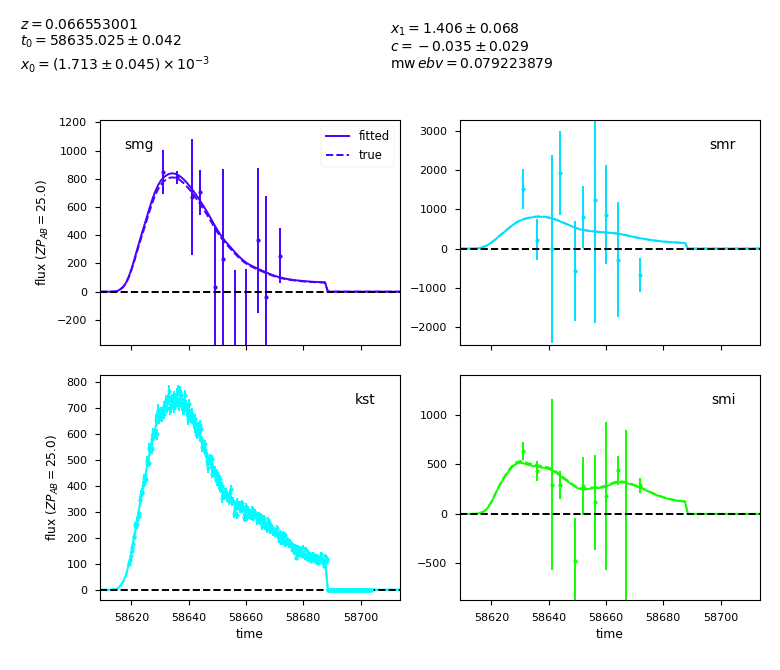 z = 0.066553001
t₀ = 58635.025 ± 0.042
x₀ = (1.713 ± 0.045) × 10⁻³
x₁ = 1.406 ± 0.068
c = −0.035 ± 0.029
mw ebv = 0.079223879
1200
1000
800
600
400
200
0
−200
flux (ZP_AB = 25.0)
smg
fitted
true
3000
2000
1000
0
−1000
−2000
smr
800
700
600
500
400
300
200
100
0
flux (ZP_AB = 25.0)
kst
58620 58640 58660 58680 58700
time
1000
500
0
−500
smi
58620 58640 58660 58680 58700
time